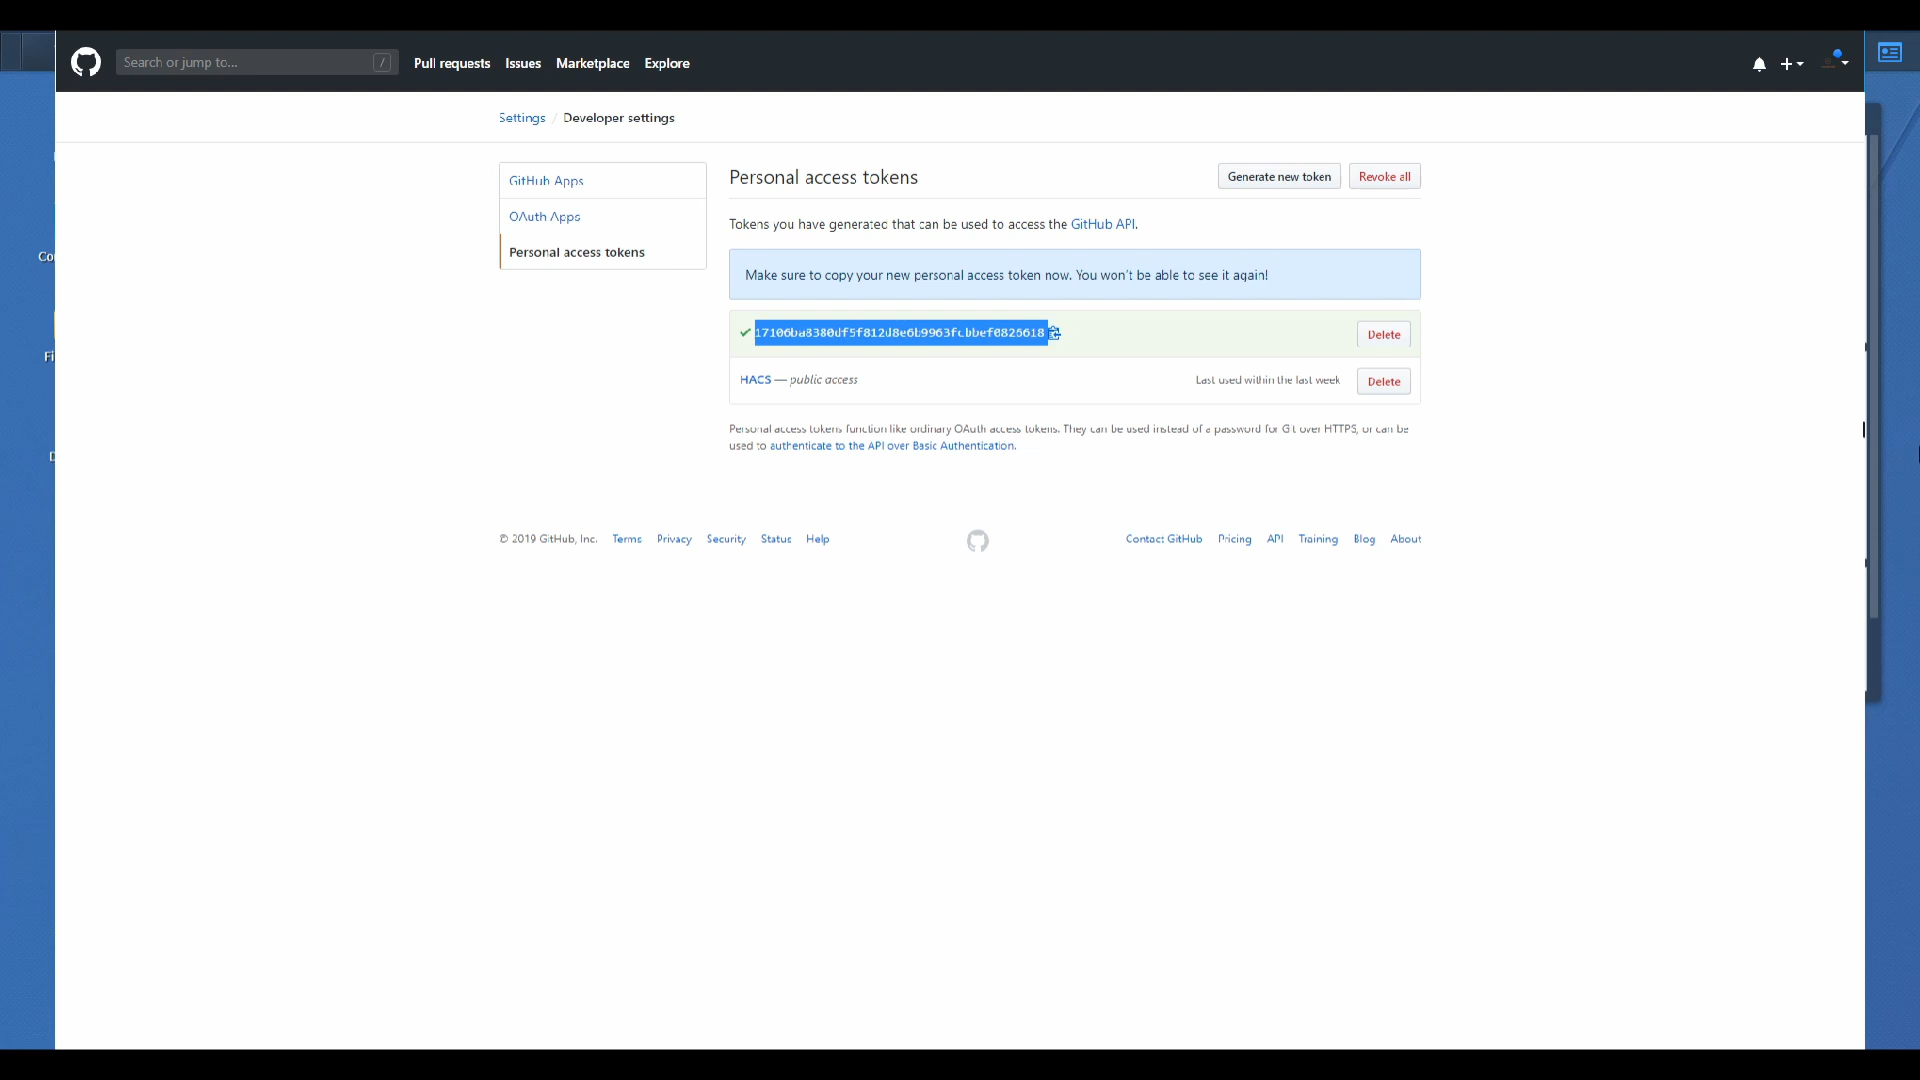 Search or jump to...
/
Pull requests
Issues
Marketplace
Explore
Settings / Developer settings
GitHub Apps
OAuth Apps
Personal access tokens
Personal access tokens
Generate new token
Revoke all
Tokens you have generated that can be used to access the GitHub API.
Make sure to copy your new personal access token now. You won't be able to see it again!
Delete
HACS — public access
Last used within the last week
Delete
Personal access tokens function like ordinary OAuth access tokens. They can be used instead of a password for Git over HTTPS, or can be
used to authenticate to the API over Basic Authentication.
© 2019 GitHub, Inc.
Terms
Privacy
Security
Status
Help
Contact GitHub
Pricing
API
Training
Blog
About